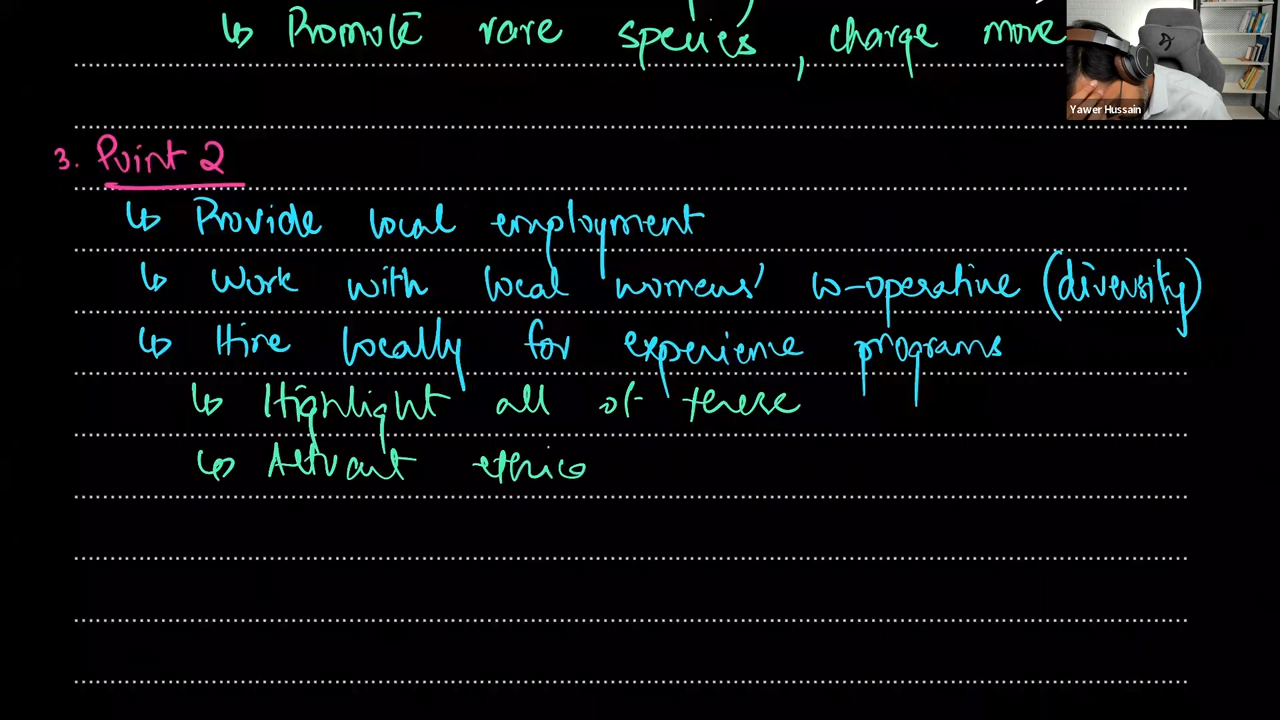 ↳ Promote rare species, charge more
Yawer Hussain
3. Point 2
↳ Provide local employment
↳ Work with local womens' co-operative (diversity)
↳ Hire locally for experience programs
↳ Highlight all of these
↳ Attract ethic